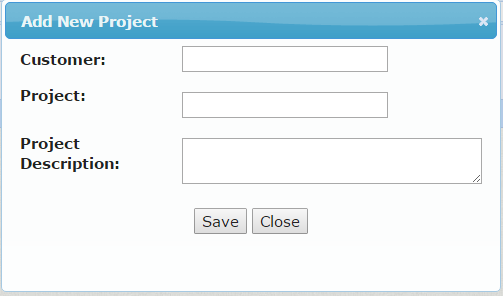 Add New Project
Customer:
Project:
Project
Description:
Save Close